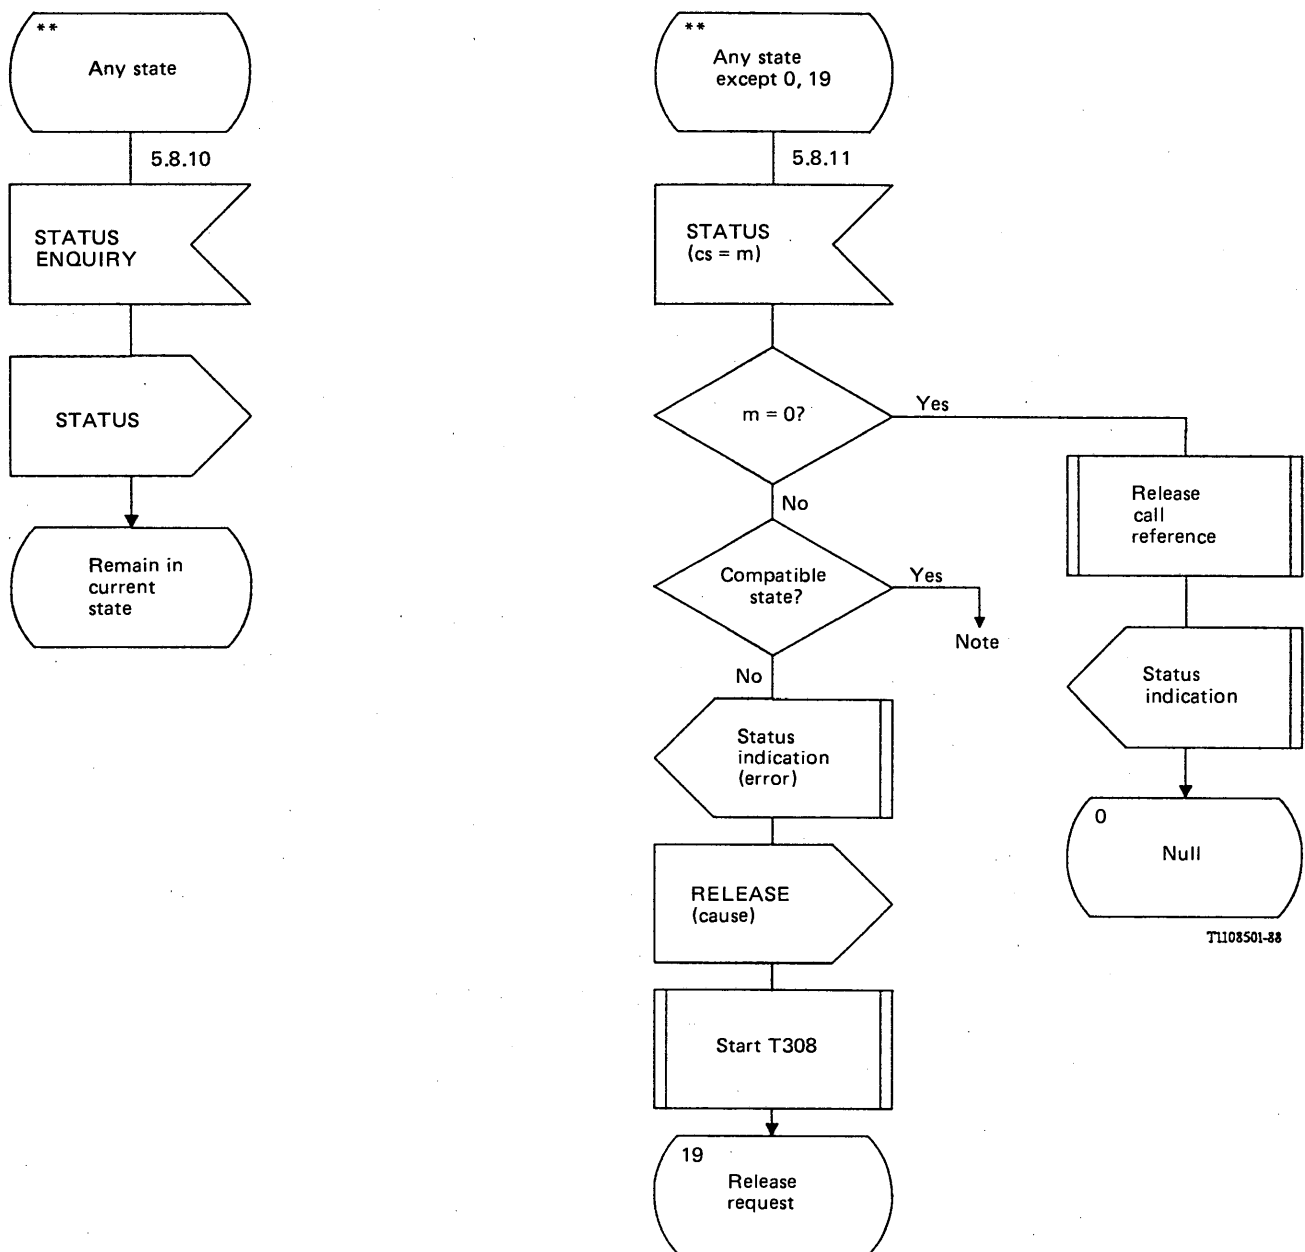 **
Any state
5.8.10
STATUS
ENQUIRY
STATUS
Remain in
current
state
**
Any state
except 0, 19
5.8.11
STATUS
(cs = m)
m = 0?
Yes
No
Compatible
state?
Yes
Note
No
Status
indication
(error)
RELEASE
(cause)
Start T308
19
Release
request
Release
call
reference
Status
indication
0
Null
T1108501-88